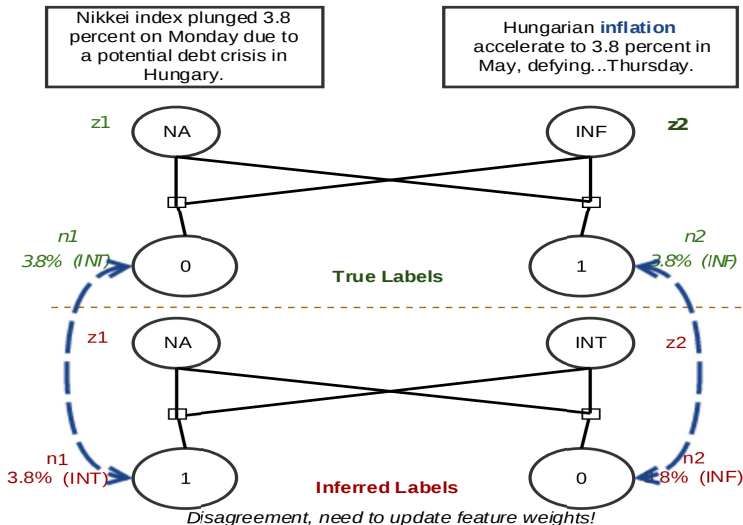 Nikkei index plunged 3.8
percent on Monday due to
a potential debt crisis in
Hungary.
Hungarian inflation
accelerate to 3.8 percent in
May, defying...Thursday.
z1
NA
INF
z2
n1
3.8% (INT)
0
True Labels
1
n2
3.8% (INF)
z1
NA
INT
z2
n1
3.8% (INT)
1
Inferred Labels
0
n2
3.8% (INF)
Disagreement, need to update feature weights!